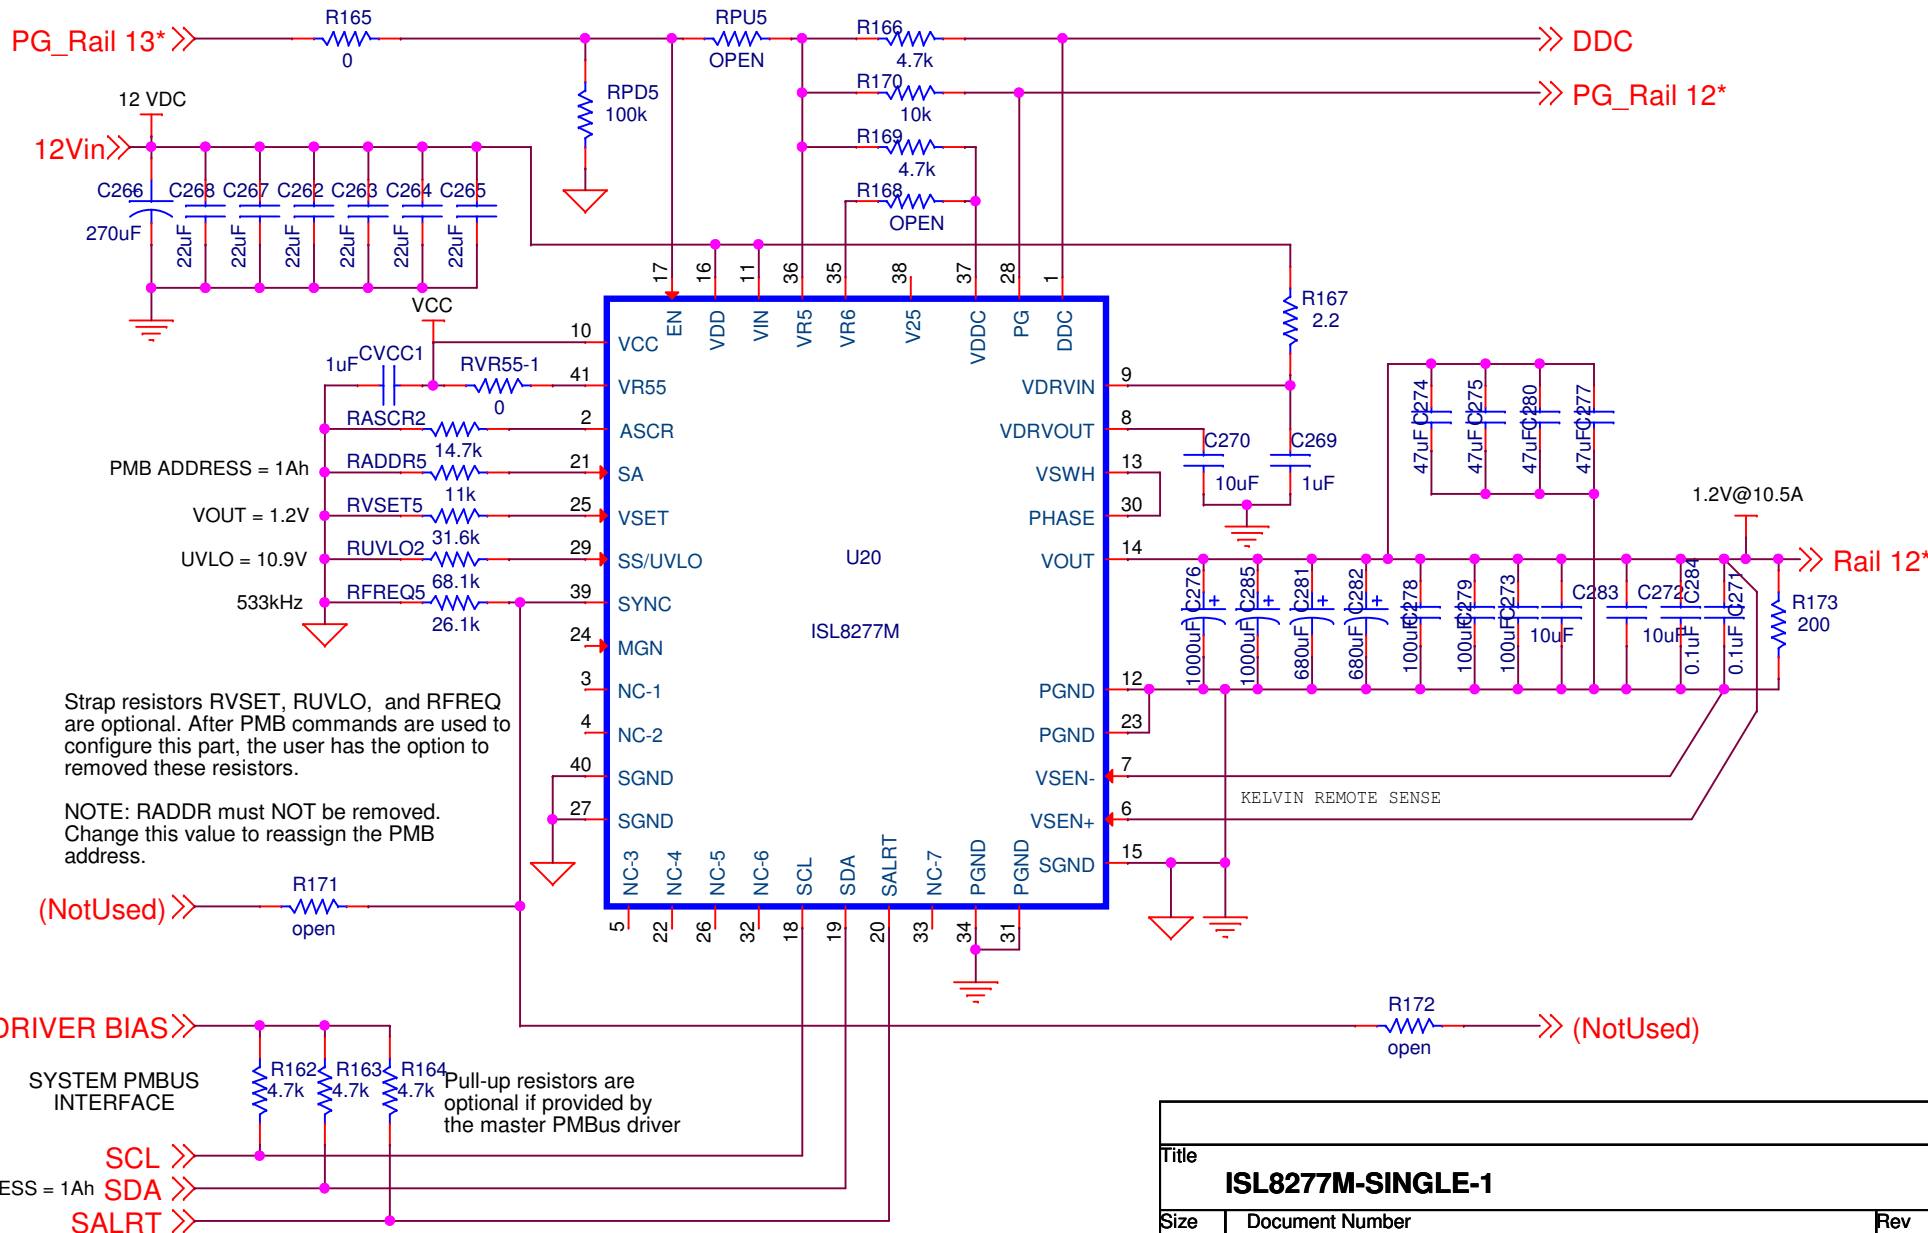 PG_Rail 13*
R165
0
RPU5
OPEN
R166
4.7k
DDC
RPD5
100k
R170
10k
PG_Rail 12*
12 VDC
12Vin
R169
4.7k
R168
OPEN
C266
C268
C267
C262
C263
C264
C265
270uF
22uF
22uF
22uF
22uF
22uF
22uF
17
16
11
36
35
38
37
28
1
EN
VDD
VIN
VR5
VR6
V25
VDDC
PG
DDC
R167
2.2
VCC
10
VCC
1uF
CVCC1
RVR55-1
0
41
VR55
RASCR2
14.7k
2
ASCR
PMB ADDRESS = 1Ah
RADDR5
11k
21
SA
VOUT = 1.2V
RVSET5
31.6k
25
VSET
UVLO = 10.9V
RUVLO2
68.1k
29
SS/UVLO
533kHz
RFREQ5
26.1k
39
SYNC
24
MGN
3
NC-1
4
NC-2
40
SGND
27
SGND
U20
ISL8277M
VDRVIN
9
VDRVOUT
8
VSWH
13
PHASE
30
VOUT
14
PGND
12
PGND
23
VSEN-
7
VSEN+
6
SGND
15
C270
10uF
C269
1uF
47uF C274
47uF C275
47uF C280
47uF C277
1.2V@10.5A
Rail 12*
1000uF C276
1000uF C285
680uF C281
680uF C282
100uF C278
100uF C279
100uF C273
C283
10uF
C272
10uF
0.1uF C284
0.1uF C271
R173
200
KELVIN REMOTE SENSE
Strap resistors RVSET, RUVLO, and RFREQ
are optional. After PMB commands are used to
configure this part, the user has the option to
removed these resistors.
NOTE: RADDR must NOT be removed.
Change this value to reassign the PMB
address.
NC-3
NC-4
NC-5
NC-6
SCL
SDA
SALRT
NC-7
PGND
PGND
5
22
26
32
18
19
20
33
34
31
(NotUsed)
R171
open
R172
open
(NotUsed)
DRIVER BIAS
SYSTEM PMBUS
INTERFACE
R162
4.7k
R163
4.7k
R164
4.7k
Pull-up resistors are
optional if provided by
the master PMBus driver
SCL
ESS = 1Ah
SDA
SALRT
Title
ISL8277M-SINGLE-1
Size
Document Number
Rev